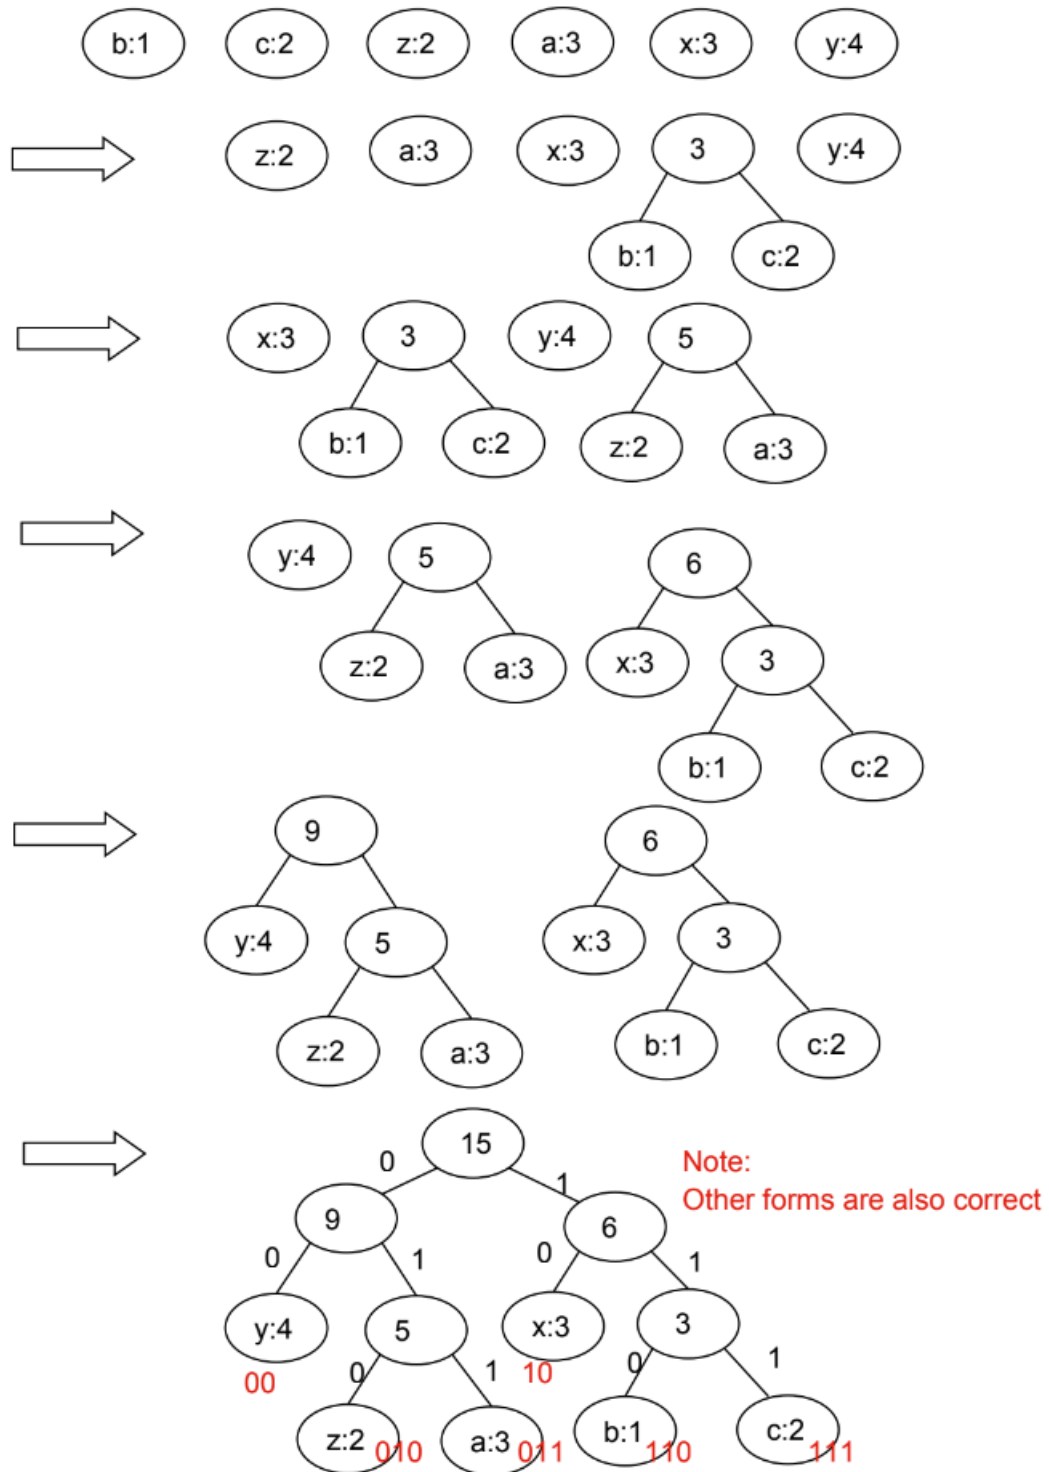 b:1 c:2 z:2 a:3 x:3 y:4
z:2 a:3 x:3 3 y:4
b:1 c:2
x:3 3 y:4 5
b:1 c:2 z:2 a:3
y:4 5 6
z:2 a:3 x:3 3
b:1 c:2
9 6
y:4 5 x:3 3
z:2 a:3 b:1 c:2
15
0 1
Note:
Other forms are also correct
9 6
0 1 0 1
y:4 5 x:3 3
00 0 1 10 0 1
z:2 010 a:3 011 b:1 110 c:2 111